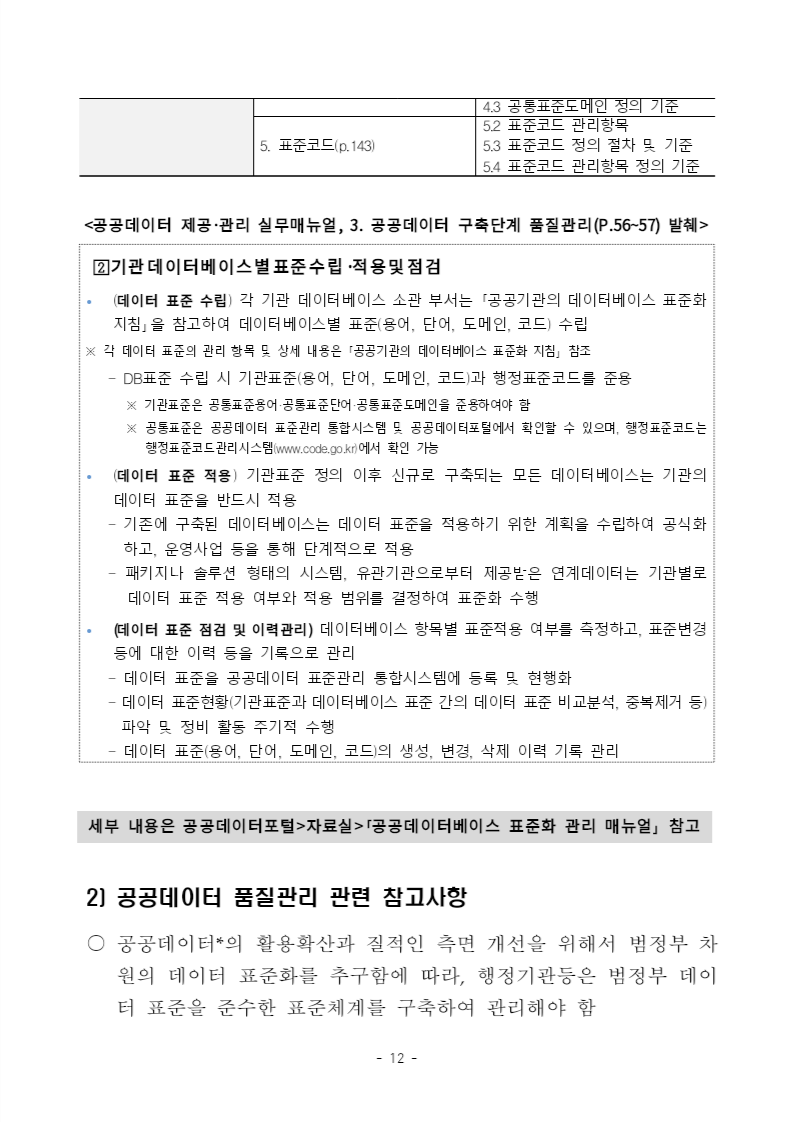 4.3 공통표준도메인 정의 기준
5. 표준코드(p.143)
5.2 표준코드 관리항목
5.3 표준코드 정의 절차 및 기준
5.4 표준코드 관리항목 정의 기준
<공공데이터 제공·관리 실무매뉴얼, 3. 공공데이터 구축단계 품질관리(P.56~57) 발췌>
2 기관 데이터베이스별 표준 수립·적용 및 점검
• (데이터 표준 수립) 각 기관 데이터베이스 소관 부서는 「공공기관의 데이터베이스 표준화
지침」을 참고하여 데이터베이스별 표준(용어, 단어, 도메인, 코드) 수립
※ 각 데이터 표준의 관리 항목 및 상세 내용은 「공공기관의 데이터베이스 표준화 지침」 참조
- DB표준 수립 시 기관표준(용어, 단어, 도메인, 코드)과 행정표준코드를 준용
※ 기관표준은 공통표준용어·공통표준단어·공통표준도메인을 준용하여야 함
※ 공통표준은 공공데이터 표준관리 통합시스템 및 공공데이터포털에서 확인할 수 있으며, 행정표준코드는
행정표준코드관리시스템(www.code.go.kr)에서 확인 가능
• (데이터 표준 적용) 기관표준 정의 이후 신규로 구축되는 모든 데이터베이스는 기관의
데이터 표준을 반드시 적용
- 기존에 구축된 데이터베이스는 데이터 표준을 적용하기 위한 계획을 수립하여 공식화
하고, 운영사업 등을 통해 단계적으로 적용
- 패키지나 솔루션 형태의 시스템, 유관기관으로부터 제공받은 연계데이터는 기관별로
데이터 표준 적용 여부와 적용 범위를 결정하여 표준화 수행
• (데이터 표준 점검 및 이력관리) 데이터베이스 항목별 표준적용 여부를 측정하고, 표준변경
등에 대한 이력 등을 기록으로 관리
- 데이터 표준을 공공데이터 표준관리 통합시스템에 등록 및 현행화
- 데이터 표준현황(기관표준과 데이터베이스 표준 간의 데이터 표준 비교분석, 중복제거 등)
파악 및 정비 활동 주기적 수행
- 데이터 표준(용어, 단어, 도메인, 코드)의 생성, 변경, 삭제 이력 기록 관리
세부 내용은 공공데이터포털>자료실>「공공데이터베이스 표준화 관리 매뉴얼」 참고
2) 공공데이터 품질관리 관련 참고사항
○ 공공데이터*의 활용확산과 질적인 측면 개선을 위해서 범정부 차
원의 데이터 표준화를 추구함에 따라, 행정기관등은 범정부 데이
터 표준을 준수한 표준체계를 구축하여 관리해야 함
- 12 -